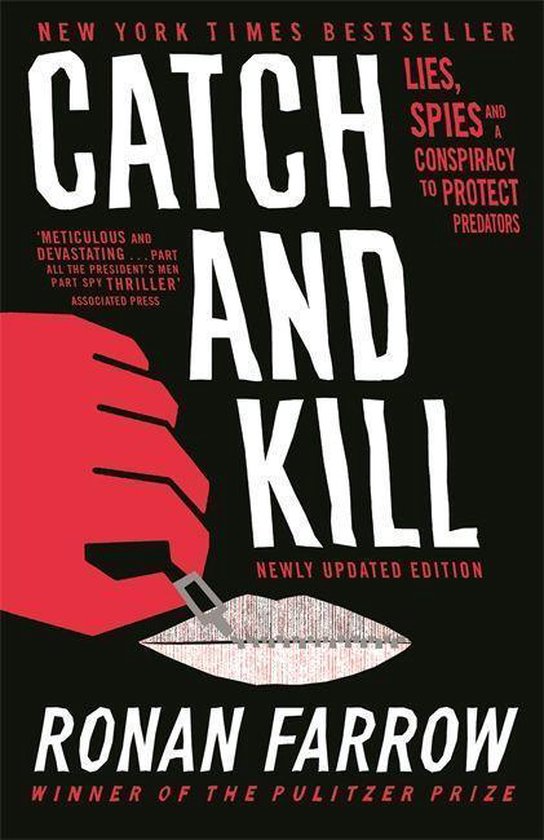 NEW YORK TIMES BESTSELLER
CATCH
AND
KILL
LIES,
SPIES AND A
CONSPIRACY
TO PROTECT
PREDATORS
'METICULOUS AND
DEVASTATING ... PART
ALL THE PRESIDENT'S MEN
PART SPY THRILLER'
ASSOCIATED PRESS
NEWLY UPDATED EDITION
RONAN FARROW
WINNER OF THE PULITZER PRIZE